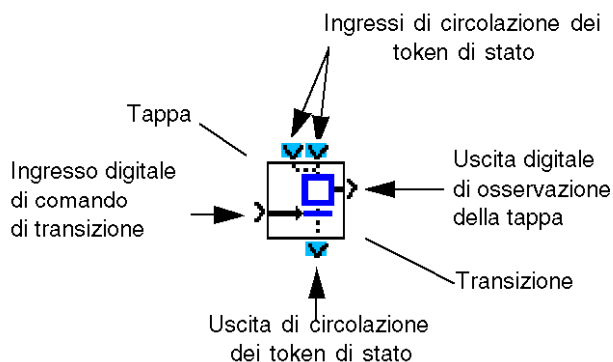 Ingressi di circolazione dei
token di stato
Tappa
Ingresso digitale
di comando
di transizione
Uscita digitale
di osservazione
della tappa
Transizione
Uscita di circolazione
dei token di stato